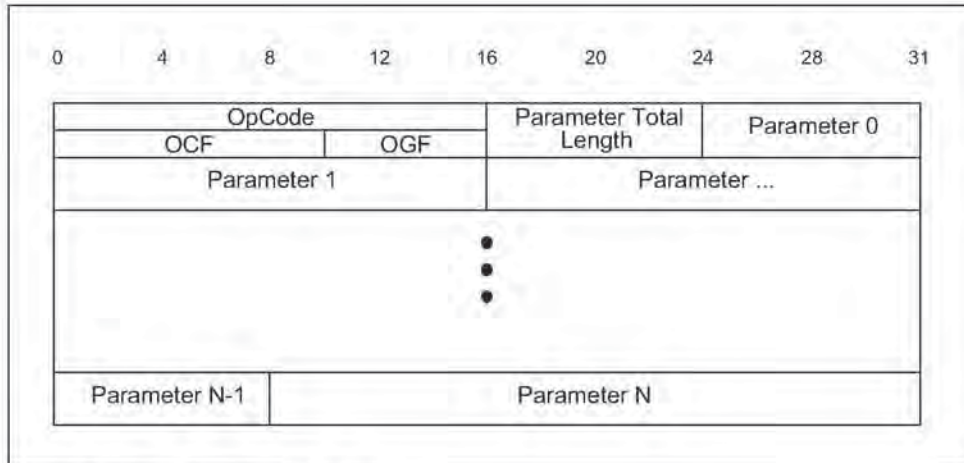 0 4 8 12 16 20 24 28 31
OpCode
OCF OGF
Parameter Total
Length
Parameter 0
Parameter 1 Parameter ...
Parameter N-1 Parameter N